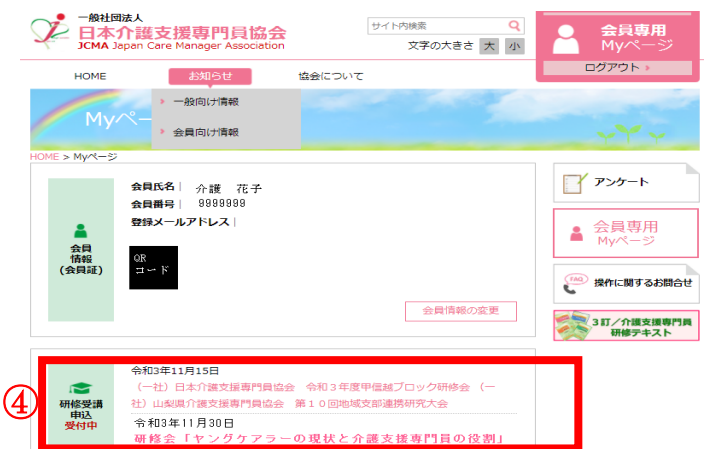 一般社団法人
日本介護支援専門員協会
JCMA Japan Care Manager Association
サイト内検索
文字の大きさ 大 小
会員専用
Myページ
ログアウト
HOME お知らせ 協会について
一般向け情報
会員向け情報
Myペー
HOME > Myページ
会員
情報
(会員証)
会員氏名| 介護 花子
会員番号| 9999999
登録メールアドレス|
QR
コード
会員情報の変更
アンケート
会員専用
Myページ
FAQ 操作に関するお問合せ
3訂/介護支援専門員
研修テキスト
④
研修受講
申込
受付中
令和3年11月15日
(一社)日本介護支援専門員協会 令和3年度甲信越ブロック研修会 (一
社)山梨県介護支援専門員協会 第10回地域支部連携研究大会
令和3年11月30日
研修会「ヤングケアラーの現状と介護支援専門員の役割」